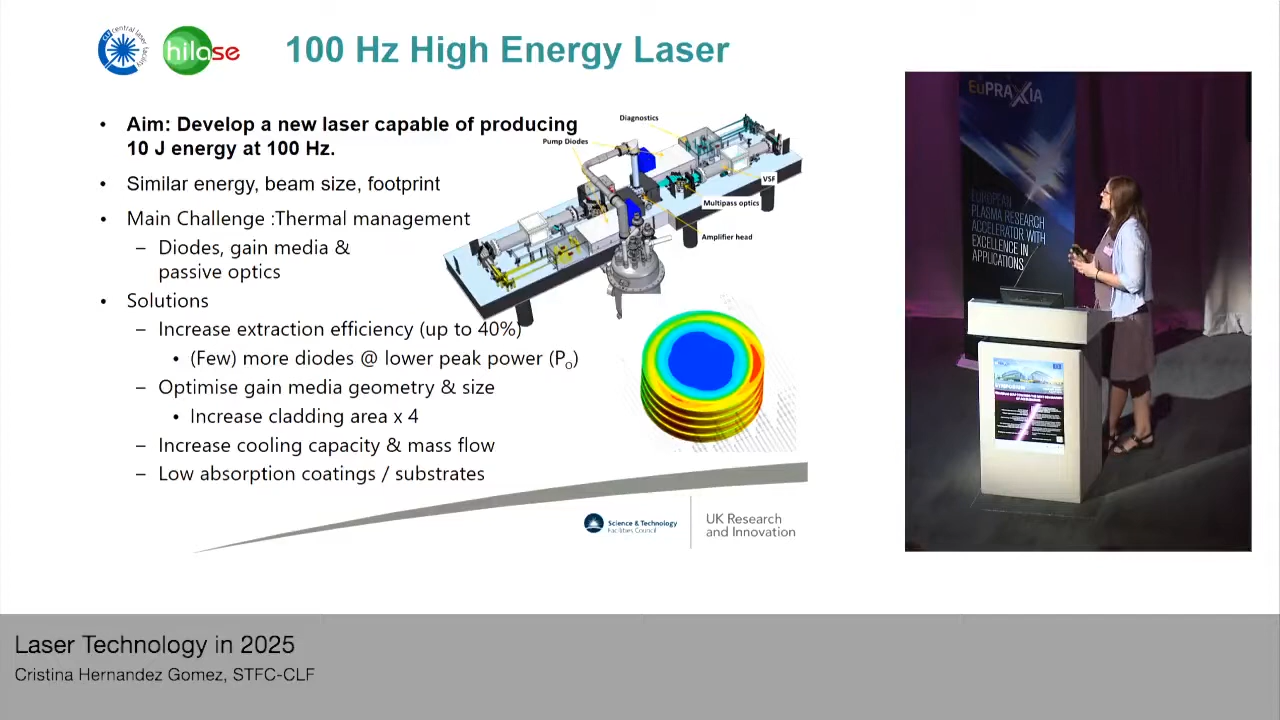 central laser facility
hilase
100 Hz High Energy Laser
• Aim: Develop a new laser capable of producing
10 J energy at 100 Hz.
• Similar energy, beam size, footprint
• Main Challenge :Thermal management
– Diodes, gain media &
passive optics
• Solutions
– Increase extraction efficiency (up to 40%)
• (Few) more diodes @ lower peak power (Po)
– Optimise gain media geometry & size
• Increase cladding area x 4
– Increase cooling capacity & mass flow
– Low absorption coatings / substrates
Diagnostics
Pump Diodes
VSF
Multipass optics
Amplifier head
Science & Technology
Facilities Council
UK Research
and Innovation
EuPRAXIA
EUROPEAN
PLASMA RESEARCH
ACCELERATOR WITH
EXCELLENCE IN
APPLICATIONS
SYMPOSIUM
Laser Technology in 2025
Cristina Hernandez Gomez, STFC-CLF